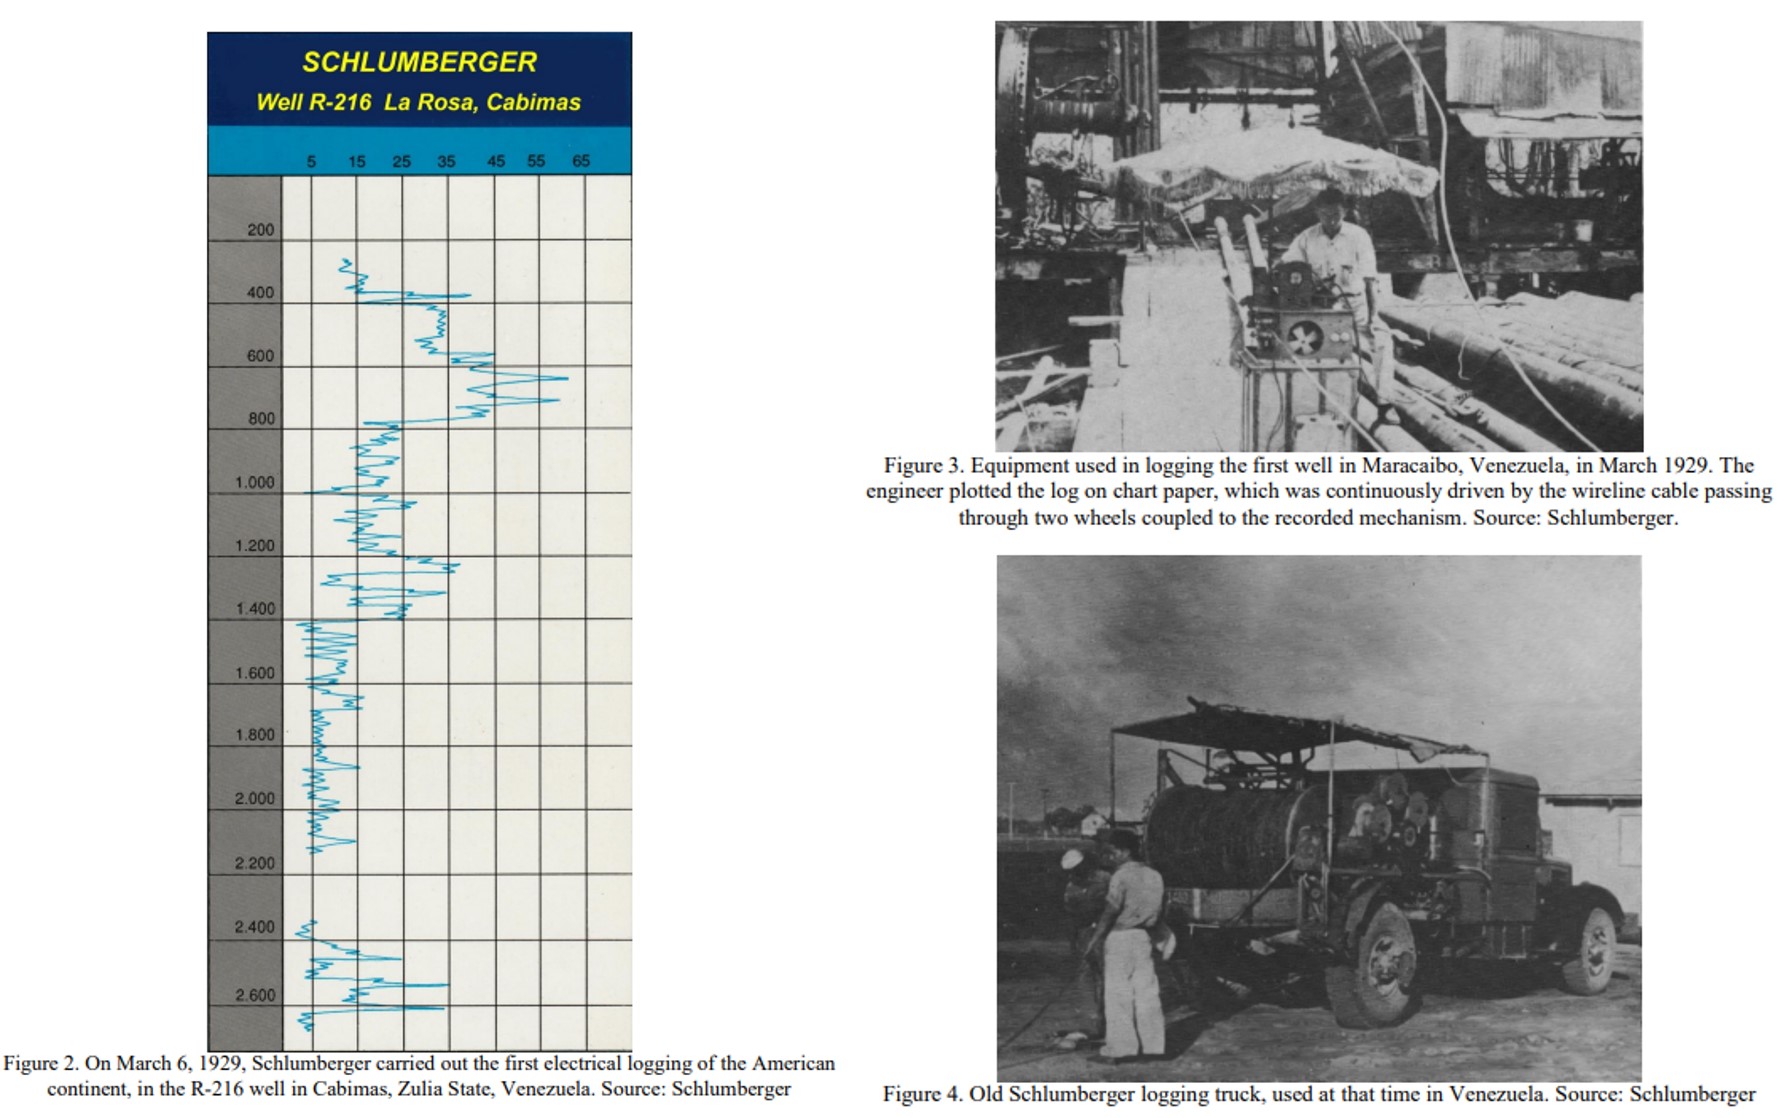 SCHLUMBERGER
Well R-216 La Rosa, Cabimas
5 15 25 35 45 55 65
200
400
600
800
1.000
1.200
1.400
1.600
1.800
2.000
2.200
2.400
2.600
Figure 2. On March 6, 1929, Schlumberger carried out the first electrical logging of the American
continent, in the R-216 well in Cabimas, Zulia State, Venezuela. Source: Schlumberger
Figure 3. Equipment used in logging the first well in Maracaibo, Venezuela, in March 1929. The
engineer plotted the log on chart paper, which was continuously driven by the wireline cable passing
through two wheels coupled to the recorded mechanism. Source: Schlumberger.
Figure 4. Old Schlumberger logging truck, used at that time in Venezuela. Source: Schlumberger